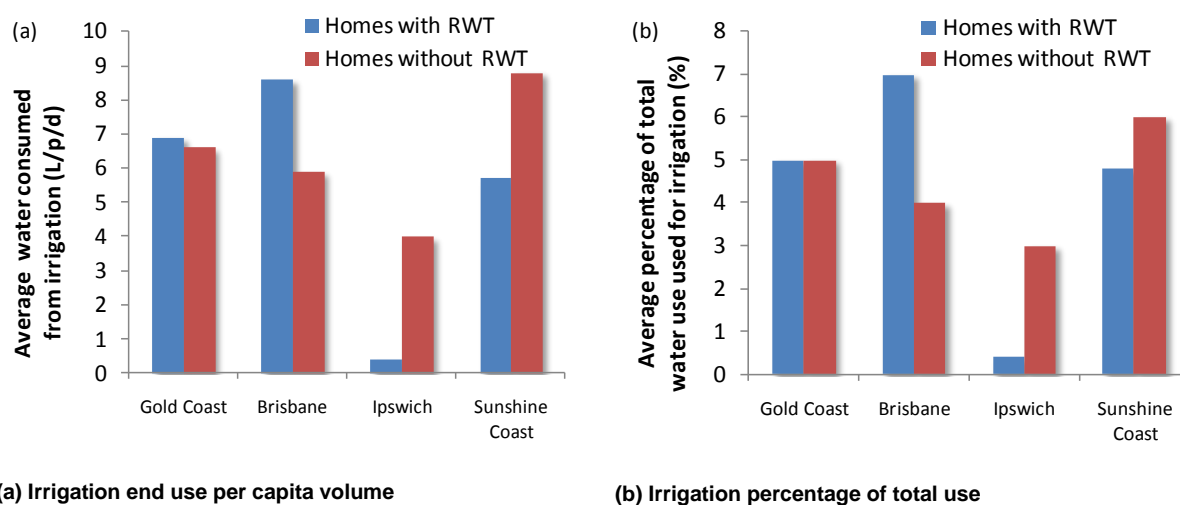 (a)
Homes with RWT
Homes without RWT
Average water consumed
from irrigation (L/p/d)
10
9
8
7
6
5
4
3
2
1
0
Gold Coast
Brisbane
Ipswich
Sunshine
Coast
(a) Irrigation end use per capita volume
(b)
Homes with RWT
Homes without RWT
Average percentage of total
water use used for irrigation (%)
8
7
6
5
4
3
2
1
0
Gold Coast
Brisbane
Ipswich
Sunshine
Coast
(b) Irrigation percentage of total use